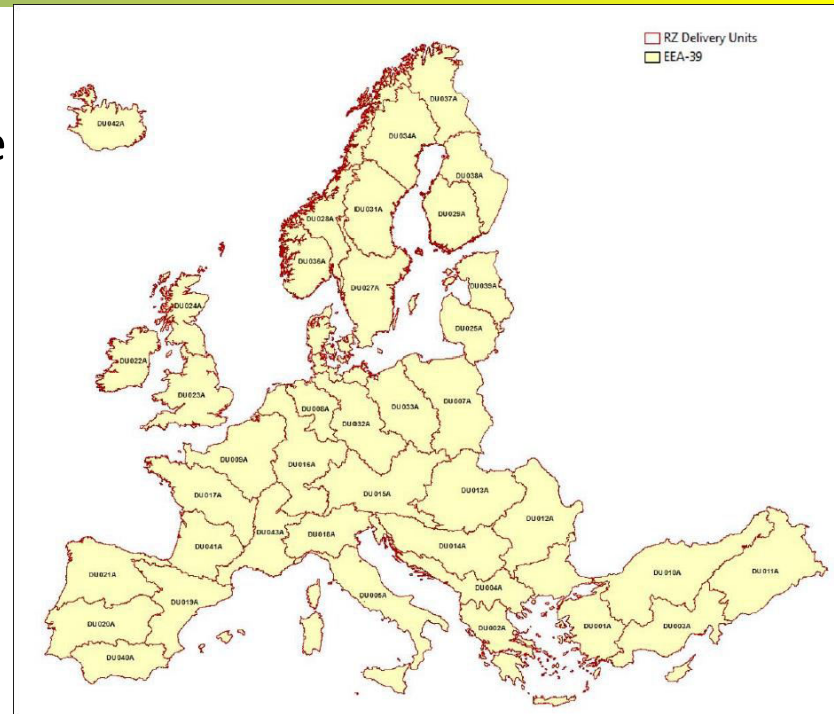 RZ Delivery Units
EEA-39
e
DU037A
DU042A
DU034A
DU038A
DU031A
DU029A
DU028A
DU036A
DU027A
DU039A
DU024A
DU025A
DU022A
DU023A
DU008A
DU033A
DU007A
DU032A
DU009A
DU016A
DU015A
DU013A
DU017A
DU012A
DU043A
DU018A
DU041A
DU014A
DU010A
DU011A
DU021A
DU004A
DU019A
DU005A
DU020A
DU002A
DU001A
DU003A
DU040A